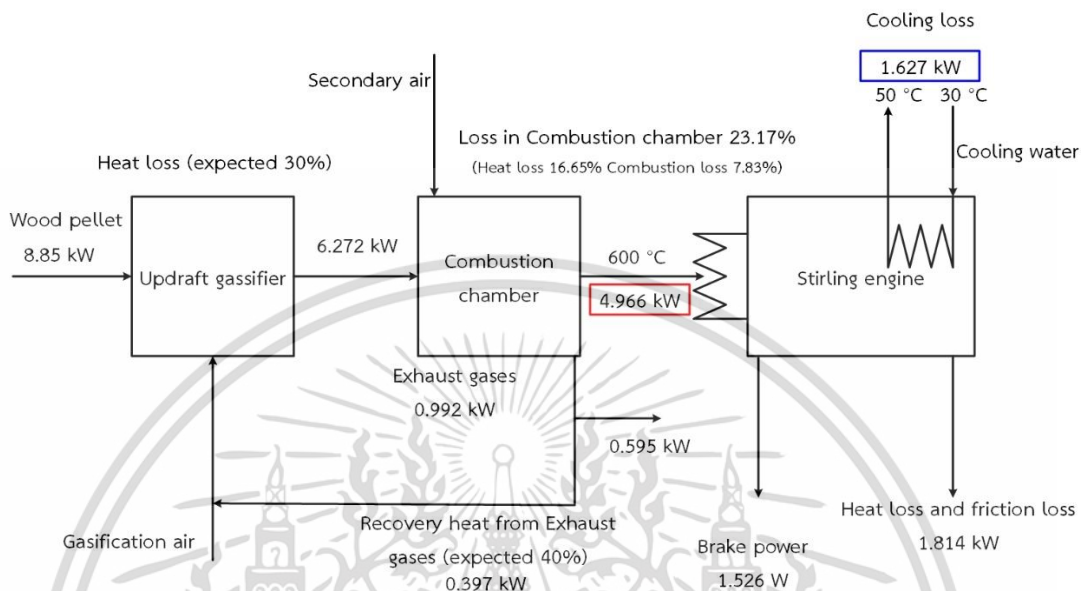 Cooling loss
1.627 kW
50 °C 30 °C
Cooling water
Secondary air
Loss in Combustion chamber 23.17%
(Heat loss 16.65% Combustion loss 7.83%)
Heat loss (expected 30%)
Wood pellet
8.85 kW
Updraft gassifier
6.272 kW
Combustion
chamber
600 °C
4.966 kW
Stirling engine
Exhaust gases
0.992 kW
0.595 kW
Gasification air
Recovery heat from Exhaust
gases (expected 40%)
0.397 kW
Brake power
1.526 W
Heat loss and friction loss
1.814 kW